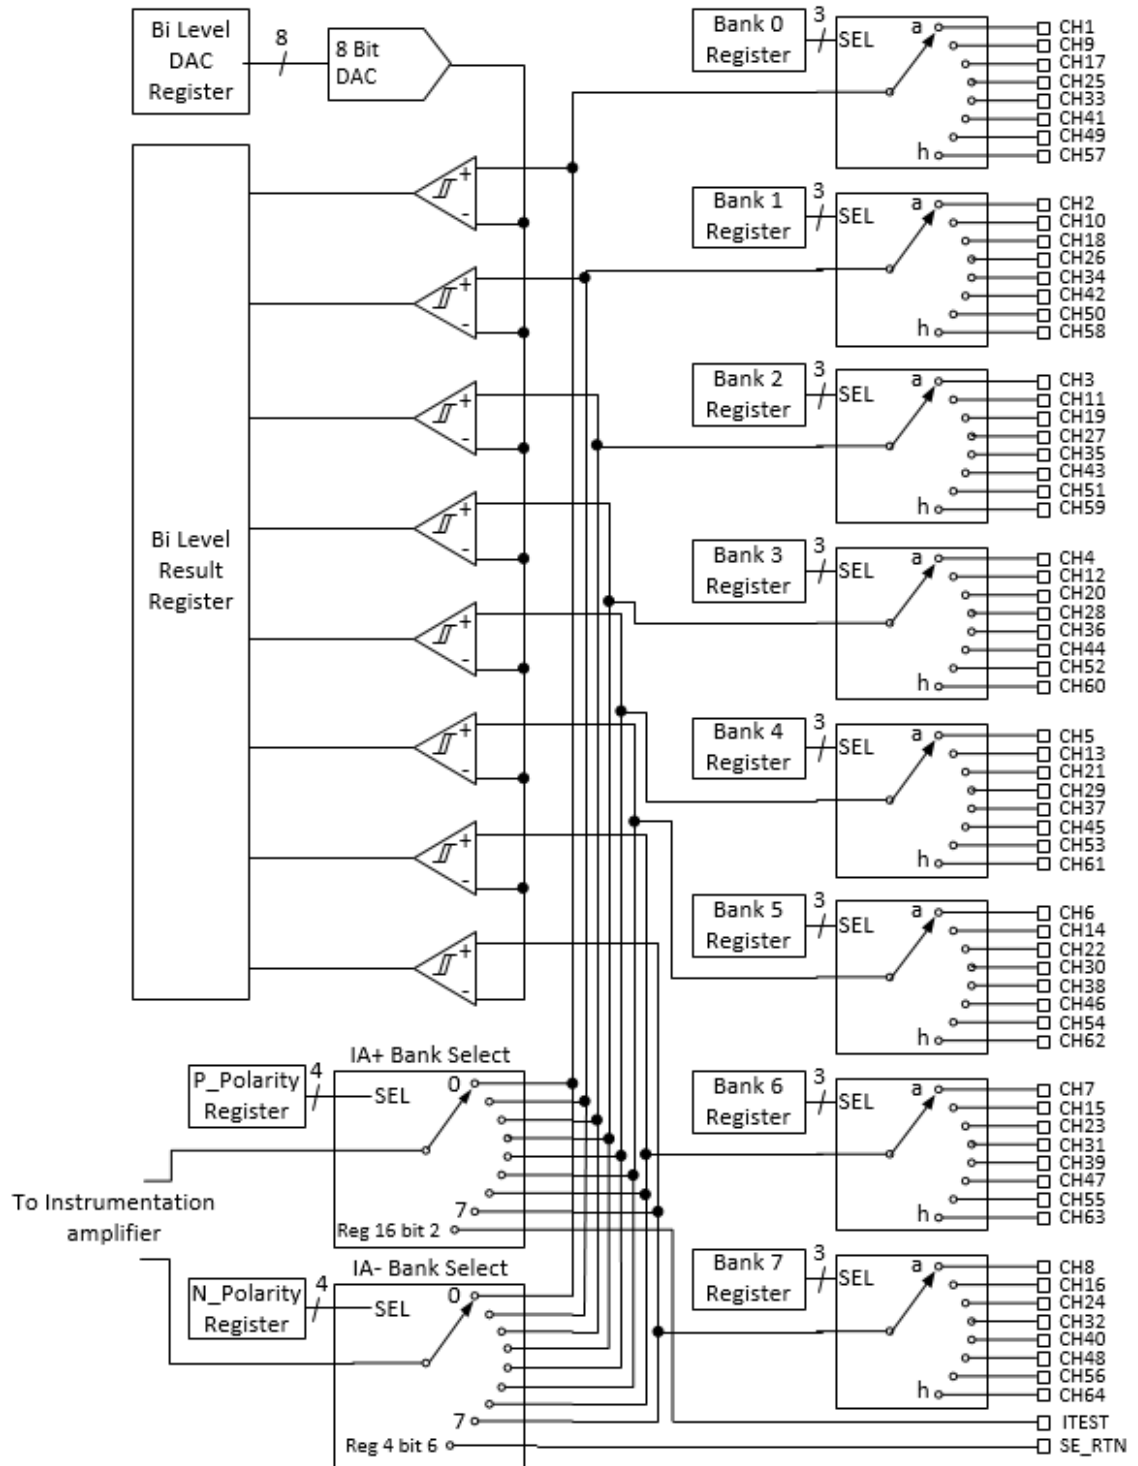 Bi Level
DAC
Register
8
8 Bit
DAC
Bank 0
Register
3
SEL
a
h
CH1
CH9
CH17
CH25
CH33
CH41
CH49
CH57
+
-
+
-
+
-
+
-
+
-
+
-
+
-
+
-
Bi Level
Result
Register
Bank 1
Register
3
SEL
a
h
CH2
CH10
CH18
CH26
CH34
CH42
CH50
CH58
Bank 2
Register
3
SEL
a
h
CH3
CH11
CH19
CH27
CH35
CH43
CH51
CH59
Bank 3
Register
3
SEL
a
h
CH4
CH12
CH20
CH28
CH36
CH44
CH52
CH60
Bank 4
Register
3
SEL
a
h
CH5
CH13
CH21
CH29
CH37
CH45
CH53
CH61
Bank 5
Register
3
SEL
a
h
CH6
CH14
CH22
CH30
CH38
CH46
CH54
CH62
Bank 6
Register
3
SEL
a
h
CH7
CH15
CH23
CH31
CH39
CH47
CH55
CH63
Bank 7
Register
3
SEL
a
h
CH8
CH16
CH24
CH32
CH40
CH48
CH56
CH64
ITEST
SE_RTN
IA+ Bank Select
P_Polarity
Register
4
SEL
0
7
Reg 16 bit 2
To Instrumentation
amplifier
IA- Bank Select
N_Polarity
Register
4
SEL
0
7
Reg 4 bit 6